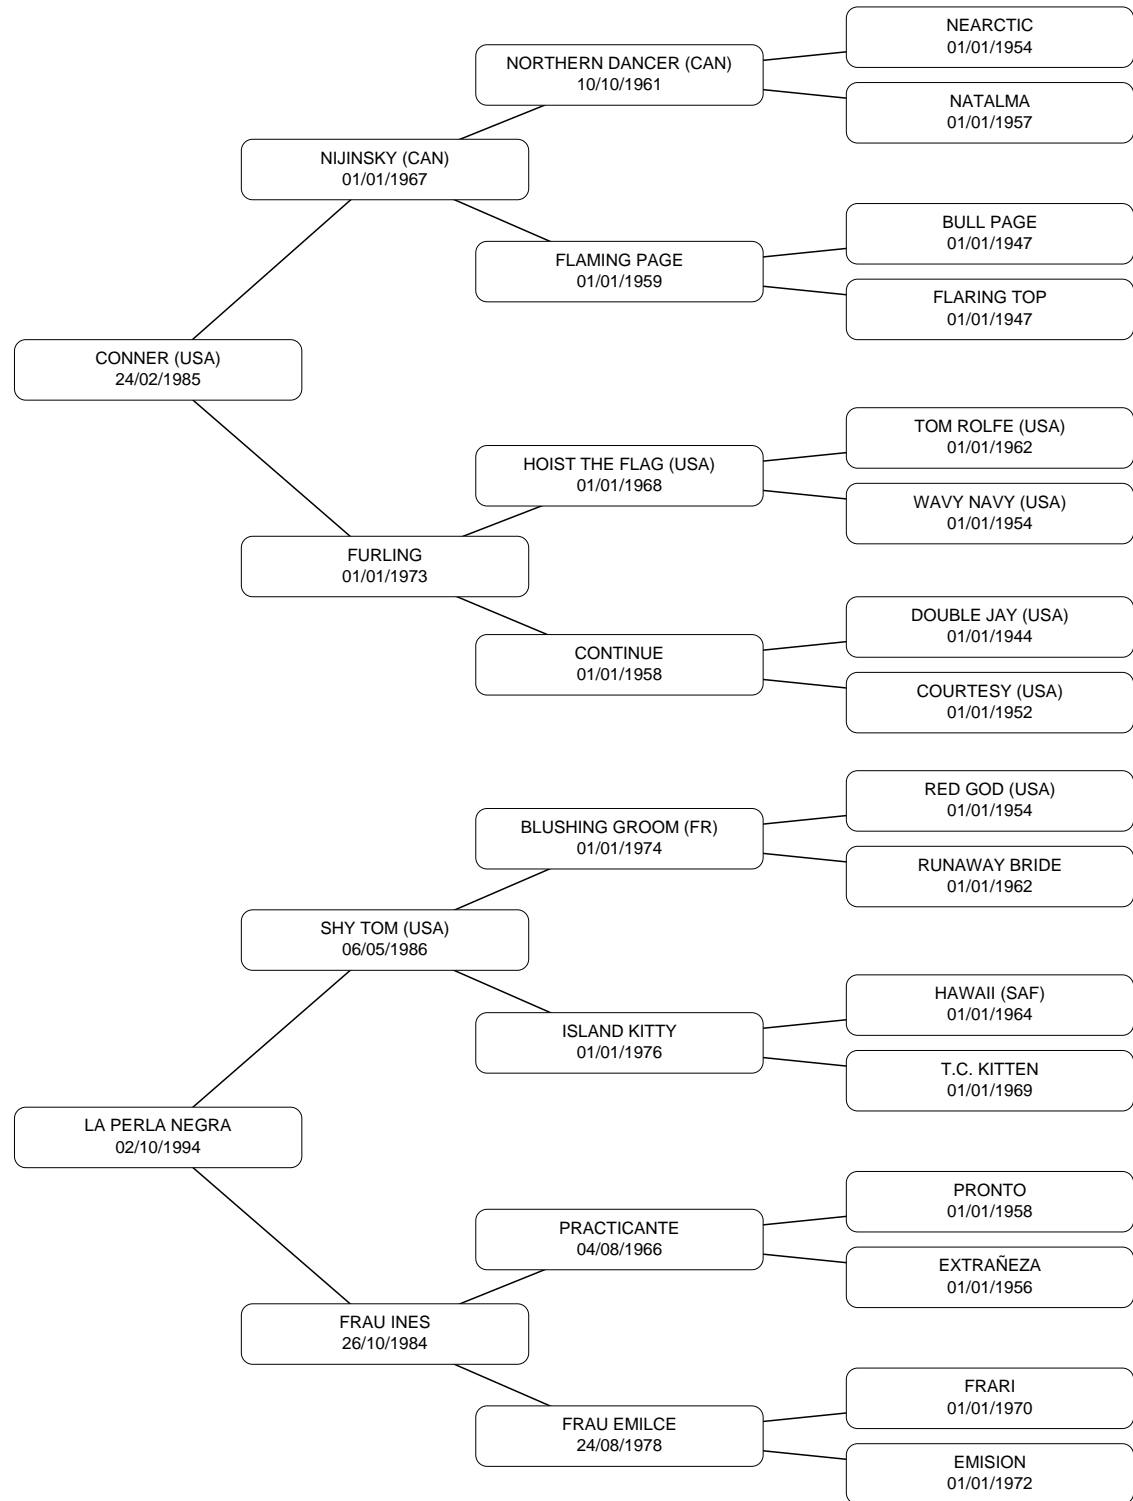 NEARCTIC
01/01/1954
NORTHERN DANCER (CAN)
10/10/1961
NATALMA
01/01/1957
NIJINSKY (CAN)
01/01/1967
BULL PAGE
01/01/1947
FLAMING PAGE
01/01/1959
FLARING TOP
01/01/1947
CONNER (USA)
24/02/1985
TOM ROLFE (USA)
01/01/1962
HOIST THE FLAG (USA)
01/01/1968
WAVY NAVY (USA)
01/01/1954
FURLING
01/01/1973
DOUBLE JAY (USA)
01/01/1944
CONTINUE
01/01/1958
COURTESY (USA)
01/01/1952
RED GOD (USA)
01/01/1954
BLUSHING GROOM (FR)
01/01/1974
RUNAWAY BRIDE
01/01/1962
SHY TOM (USA)
06/05/1986
HAWAII (SAF)
01/01/1964
ISLAND KITTY
01/01/1976
T.C. KITTEN
01/01/1969
LA PERLA NEGRA
02/10/1994
PRONTO
01/01/1958
PRACTICANTE
04/08/1966
EXTRAÑEZA
01/01/1956
FRAU INES
26/10/1984
FRARI
01/01/1970
FRAU EMILCE
24/08/1978
EMISION
01/01/1972